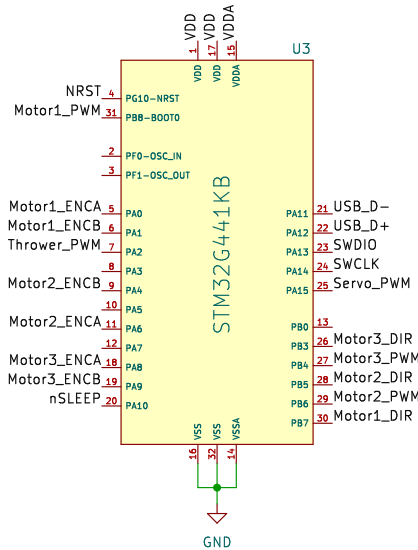 VDD
VDD
VDDA
1
17
15
U3
VDD
VDD
VDDA
NRST 4 PG10-NRST
Motor1_PWM 31 PB8-BOOT0
2 PF0-OSC_IN
3 PF1-OSC_OUT
Motor1_ENCA 5 PA0
Motor1_ENCB 6 PA1
Thrower_PWM 7 PA2
8 PA3
Motor2_ENCB 9 PA4
10 PA5
Motor2_ENCA 11 PA6
12 PA7
Motor3_ENCA 18 PA8
Motor3_ENCB 19 PA9
nSLEEP 20 PA10
STM32G441KB
PA11 21 USB_D-
PA12 22 USB_D+
PA13 23 SWDIO
PA14 24 SWCLK
PA15 25 Servo_PWM
PB0 13
PB3 26 Motor3_DIR
PB4 27 Motor3_PWM
PB5 28 Motor2_DIR
PB6 29 Motor2_PWM
PB7 30 Motor1_DIR
VSS
VSS
VSSA
16
32
14
GND